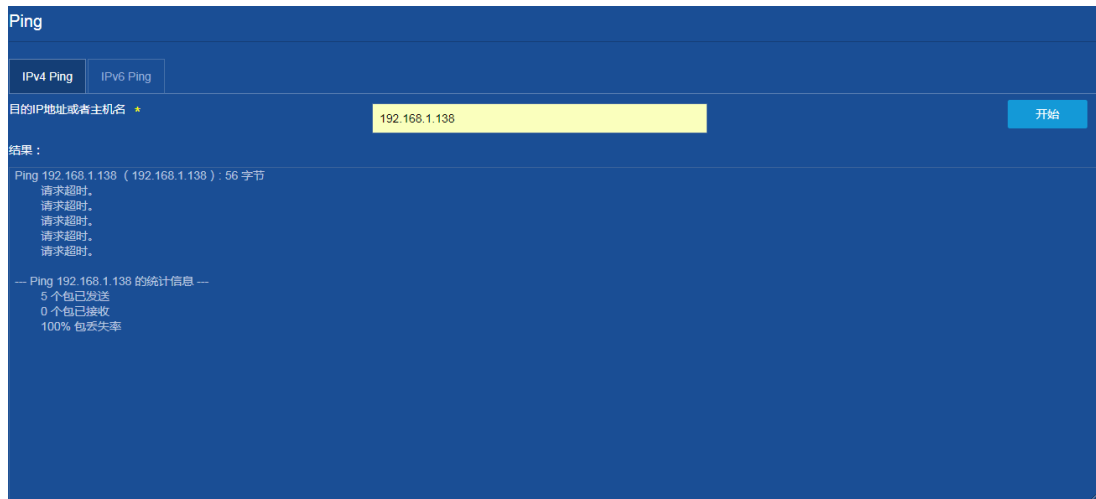 Ping
IPv4 Ping IPv6 Ping
目的IP地址或者主机名 * 192.168.1.138 开始
结果：
Ping 192.168.1.138（192.168.1.138）: 56 字节
请求超时。
请求超时。
请求超时。
请求超时。
请求超时。
--- Ping 192.168.1.138 的统计信息 ---
5 个包已发送
0 个包已接收
100% 包丢失率